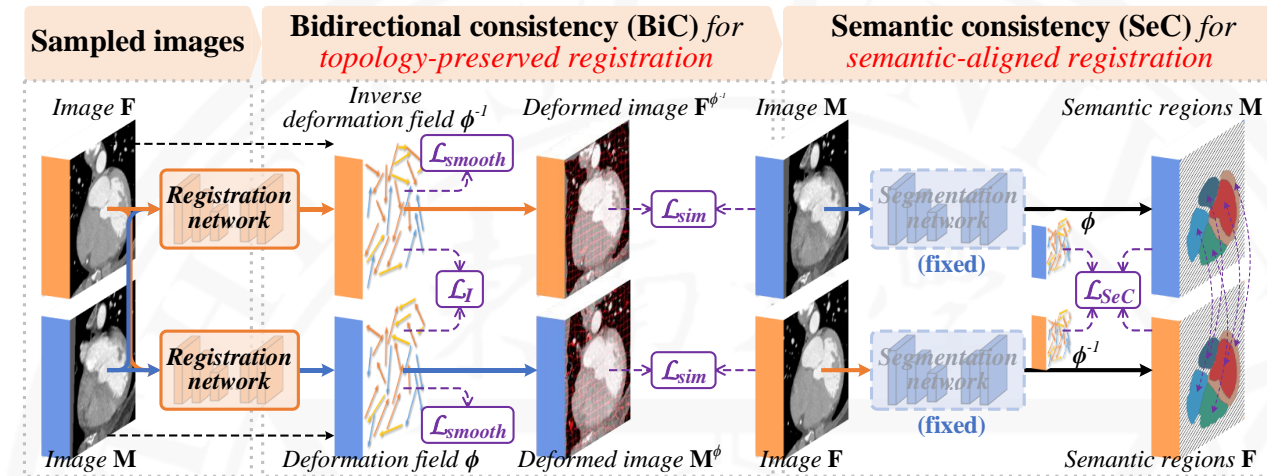 Sampled images
Bidirectional consistency (BiC) for
topology-preserved registration
Semantic consistency (SeC) for
semantic-aligned registration
Image F
Inverse
deformation field ϕ⁻¹
Deformed image F^ϕ⁻¹
Image M
Semantic regions M
Registration
network
ℒsmooth
ℒsim
Segmentation
network
(fixed)
ϕ
ℒI
ℒSeC
Registration
network
ℒsmooth
ℒsim
Segmentation
network
(fixed)
ϕ⁻¹
Image M
Deformation field ϕ
Deformed image M^ϕ
Image F
Semantic regions F